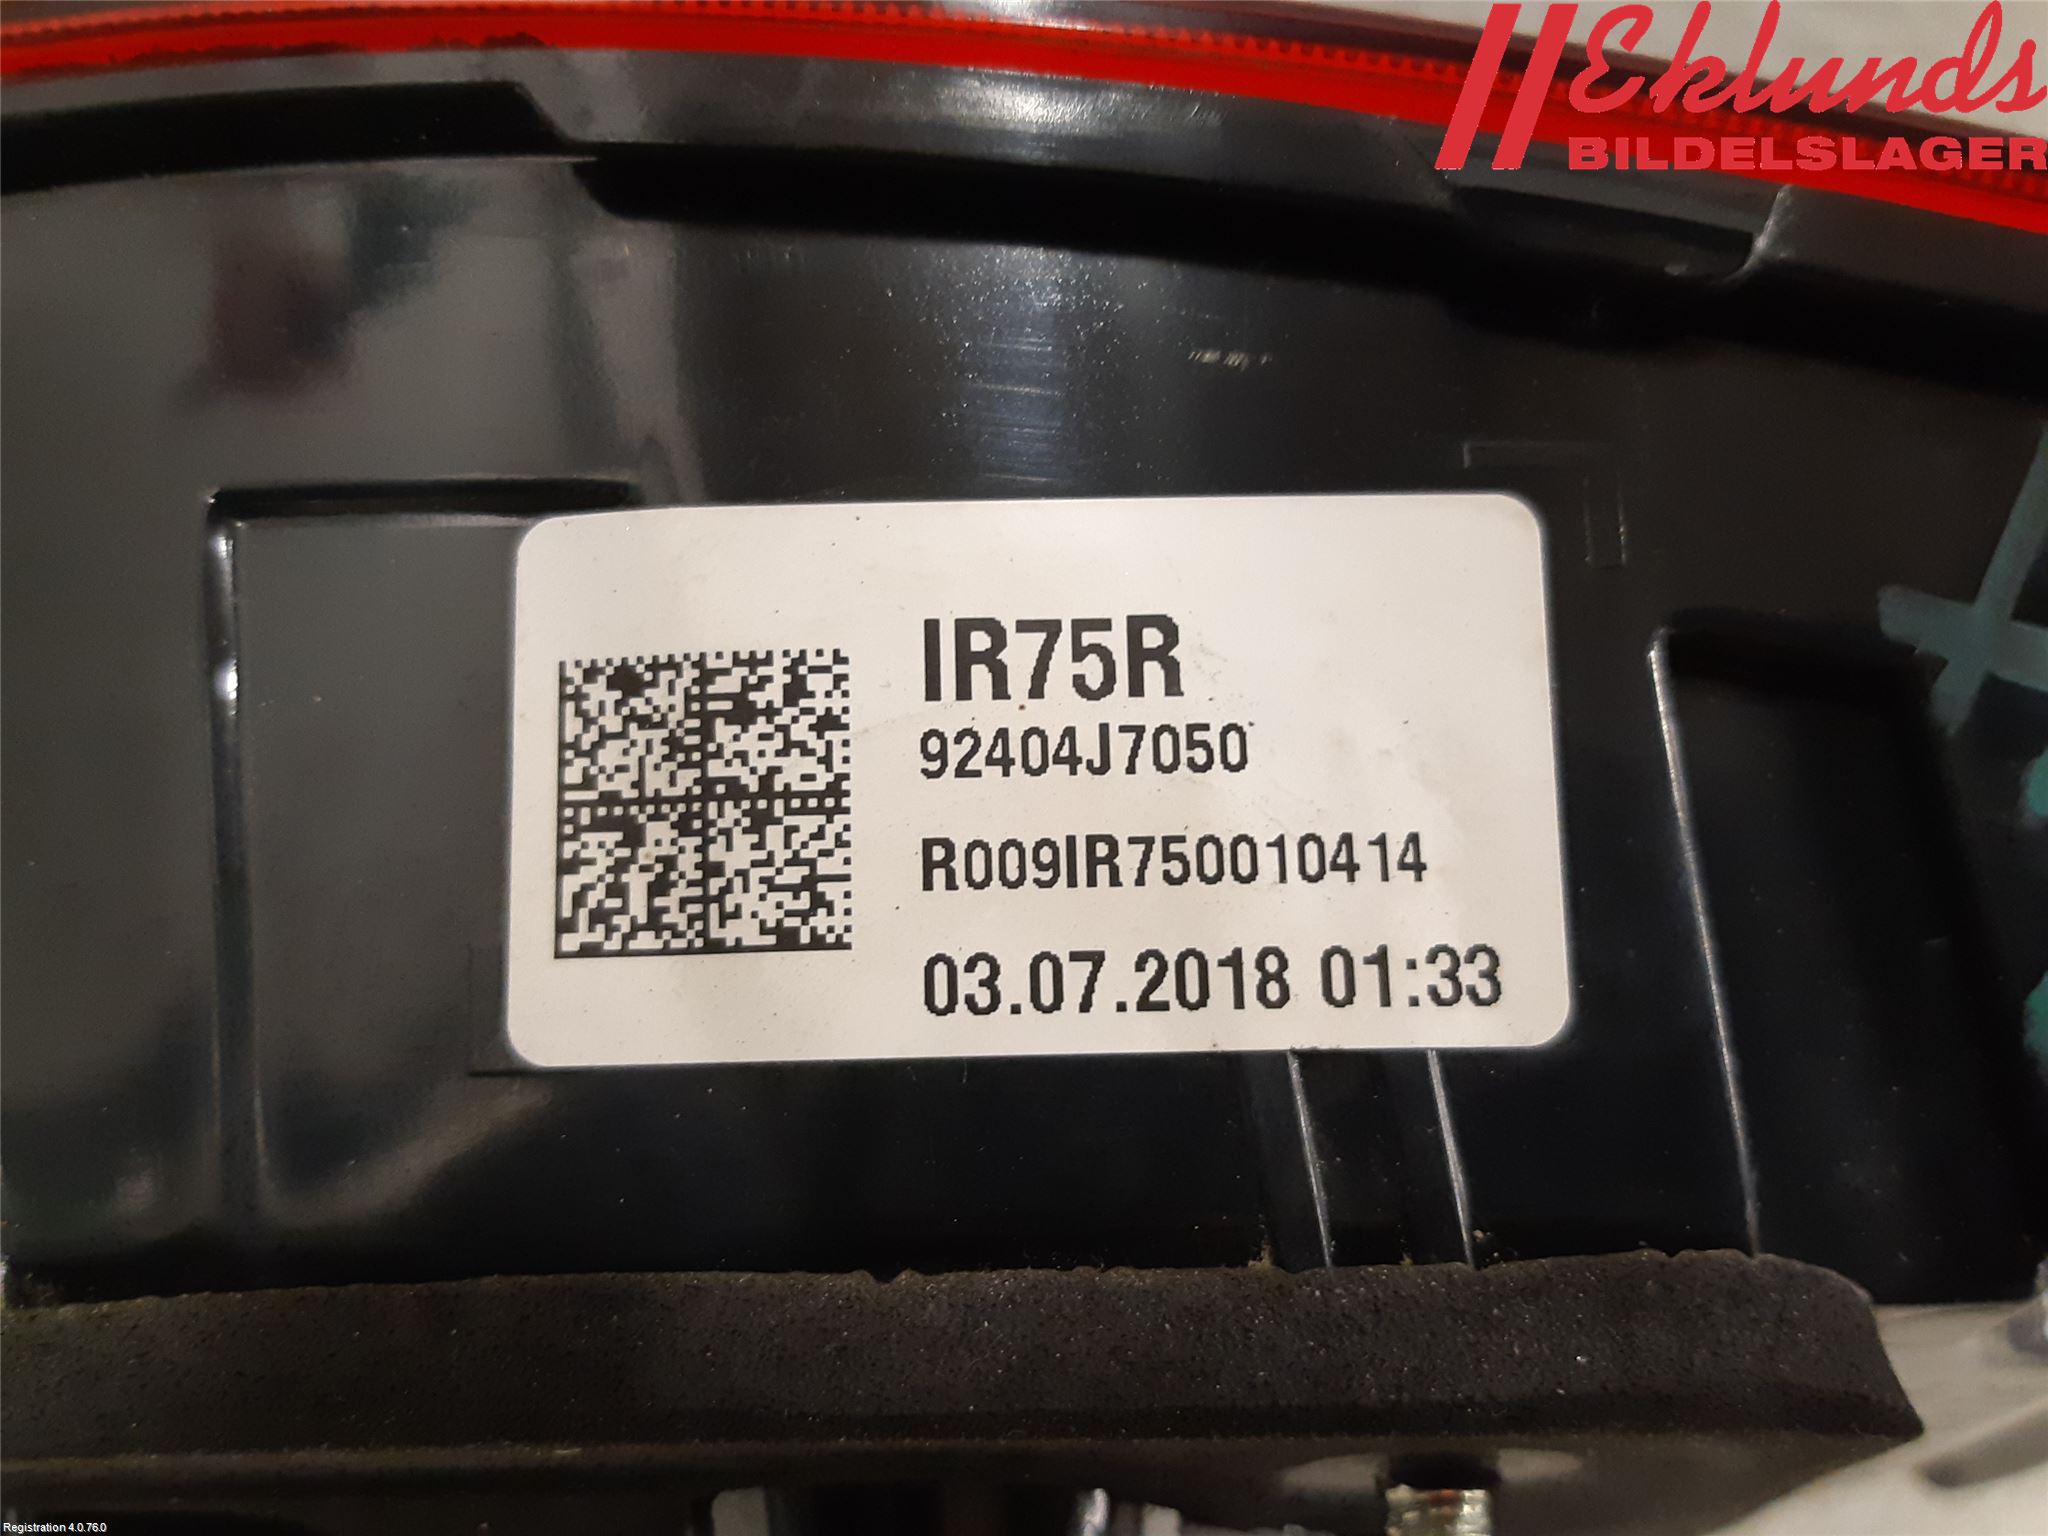 Eklunds
BILDELSLAGER
IR75R
92404J7050
R009IR750010414
03.07.2018 01:33
Registration 4.0.76.0